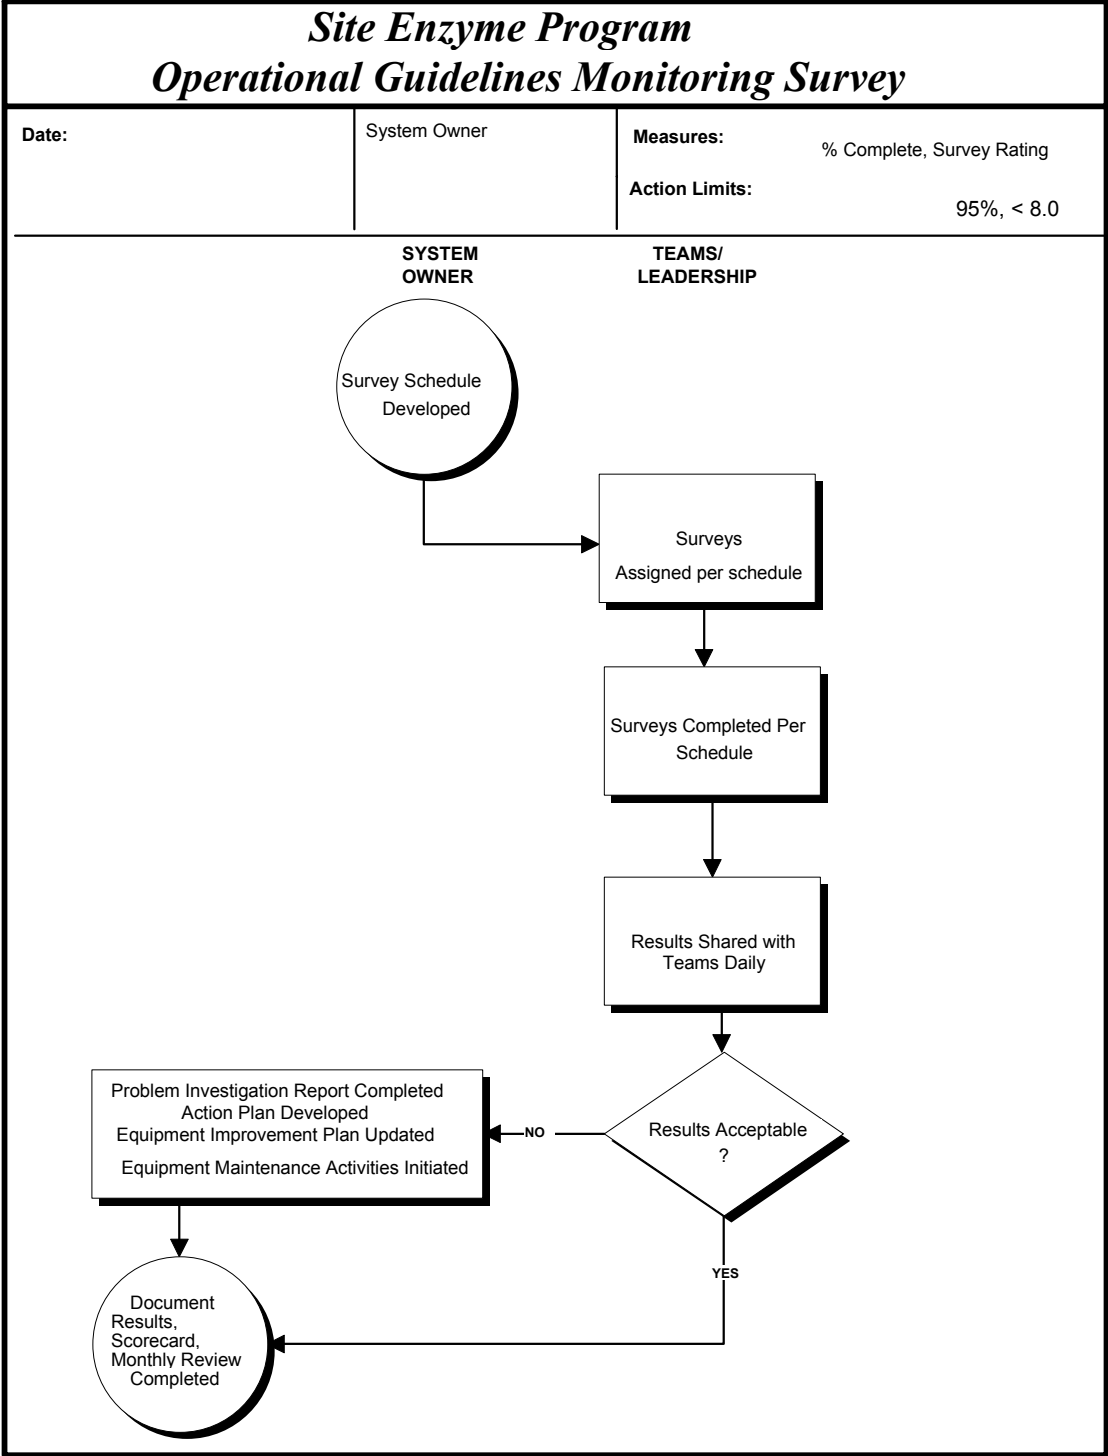 Site Enzyme Program
Operational Guidelines Monitoring Survey
Date:
System Owner
Measures:
% Complete, Survey Rating
Action Limits:
95%, < 8.0
SYSTEM
OWNER
TEAMS/
LEADERSHIP
Survey Schedule
Developed
Surveys
Assigned per schedule
Surveys Completed Per
Schedule
Results Shared with
Teams Daily
Results Acceptable
?
NO
Problem Investigation Report Completed
Action Plan Developed
Equipment Improvement Plan Updated
Equipment Maintenance Activities Initiated
YES
Document
Results,
Scorecard,
Monthly Review
Completed